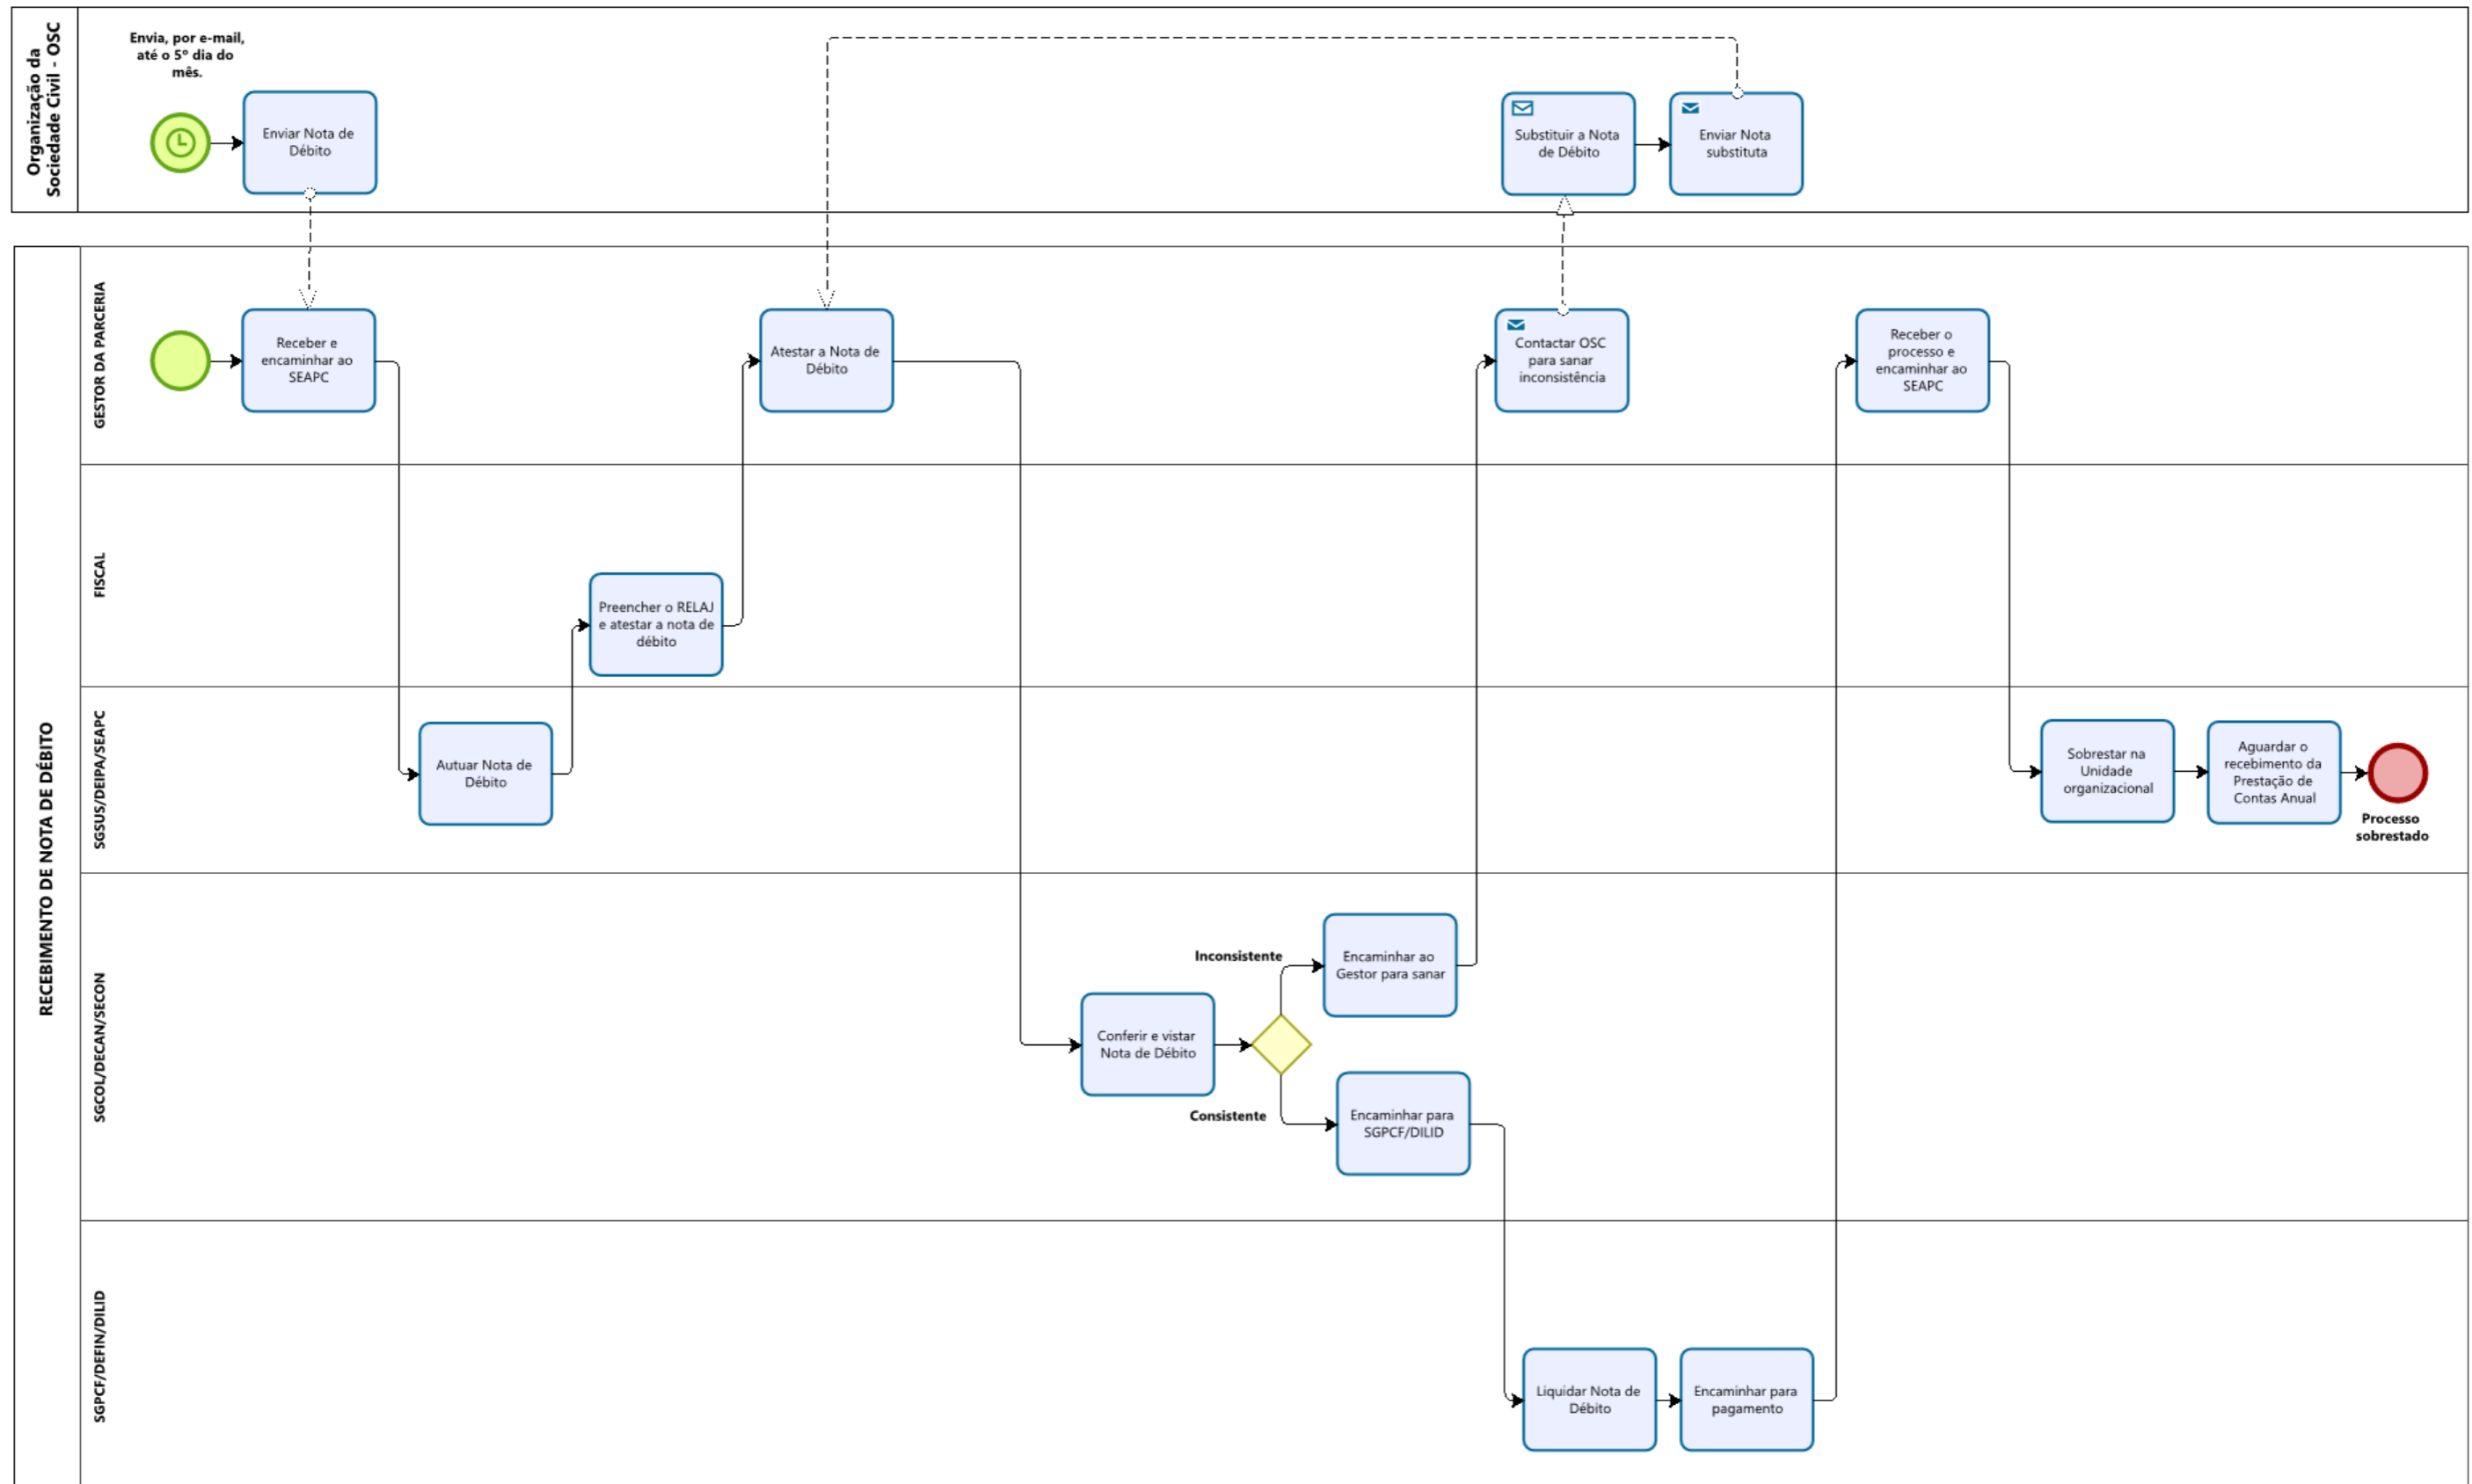 Organização da
Sociedade Civil - OSC
Envia, por e-mail,
até o 5º dia do
mês.
Enviar Nota de
Débito
Substituir a Nota
de Débito
Enviar Nota
substituta
RECEBIMENTO DE NOTA DE DÉBITO
GESTOR DA PARCERIA
Receber e
encaminhar ao
SEAPC
Atestar a Nota de
Débito
Contactar OSC
para sanar
inconsistência
Receber o
processo e
encaminhar ao
SEAPC
FISCAL
Preencher o RELAJ
e atestar a nota de
débito
SGSUS/DEIPA/SEAPC
Autuar Nota de
Débito
Sobrestar na
Unidade
organizacional
Aguardar o
recebimento da
Prestação de
Contas Anual
Processo
sobrestado
SGCOL/DECAN/SECON
Conferir e vistar
Nota de Débito
Inconsistente
Encaminhar ao
Gestor para sanar
Consistente
Encaminhar para
SGPCF/DILID
SGPCF/DEFIN/DILID
Liquidar Nota de
Débito
Encaminhar para
pagamento